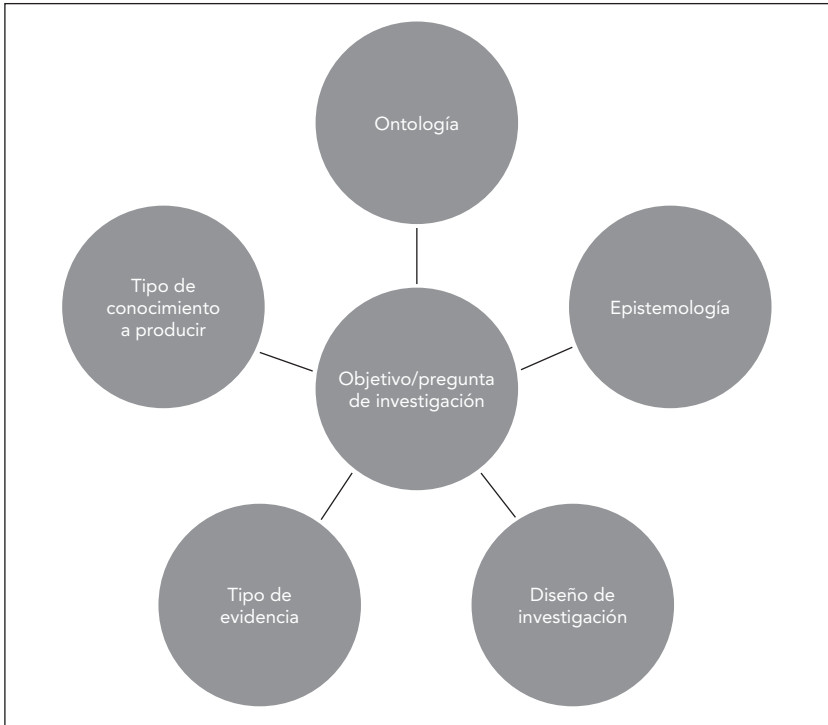 Ontología
Tipo de
conocimiento
a producir
Epistemología
Objetivo/pregunta
de investigación
Tipo de
evidencia
Diseño de
investigación